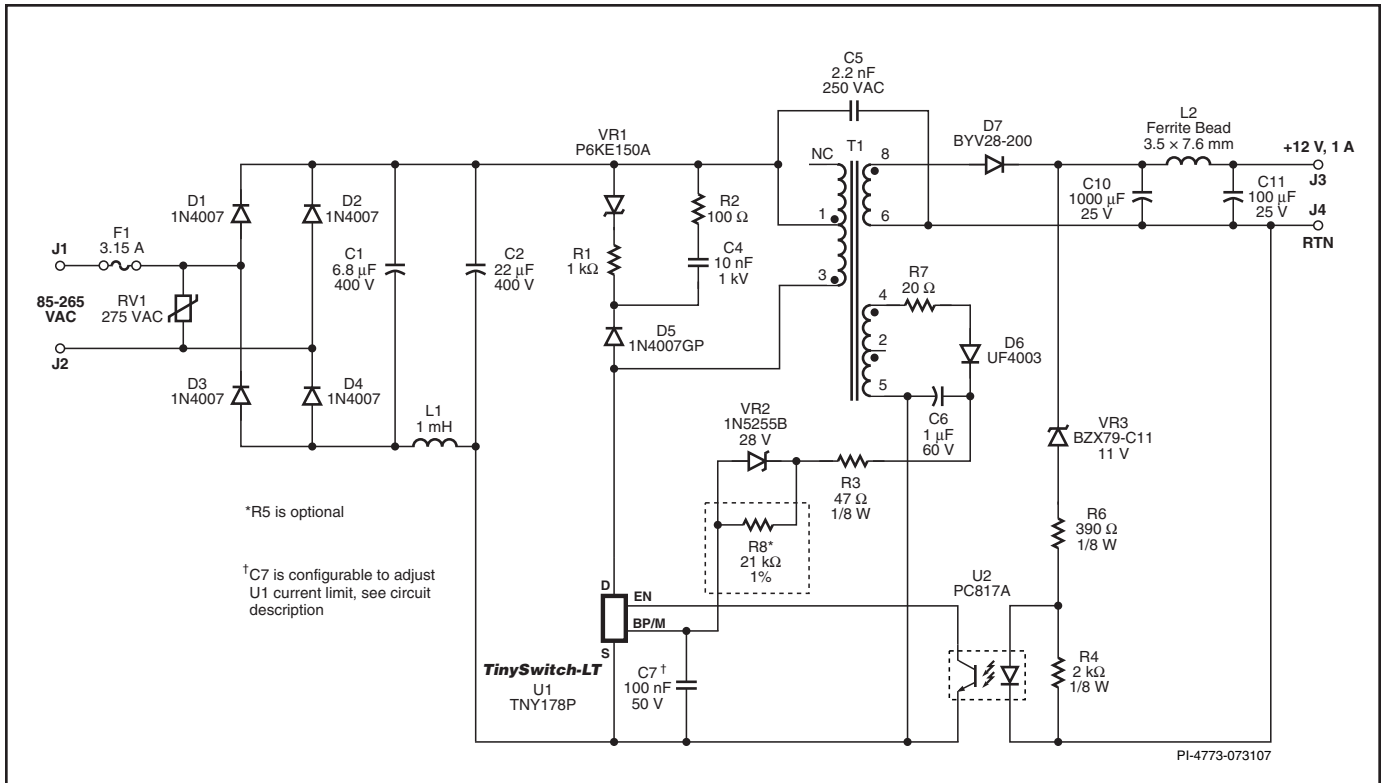 C5
2.2 nF
250 VAC
D7
BYV28-200
L2
Ferrite Bead
3.5 × 7.6 mm
+12 V, 1 A
J3
VR1
P6KE150A
NC
T1
8
D1
1N4007
D2
1N4007
R2
100 Ω
C10
1000 µF
25 V
C11
100 µF
25 V
J4
RTN
1
6
F1
3.15 A
J1
C1
6.8 µF
400 V
C2
22 µF
400 V
R1
1 kΩ
C4
10 nF
1 kV
3
R7
20 Ω
4
85-265
VAC
RV1
275 VAC
D5
1N4007GP
2
D6
UF4003
J2
D3
1N4007
D4
1N4007
5
L1
1 mH
VR2
1N5255B
28 V
C6
1 µF
60 V
VR3
BZX79-C11
11 V
R3
47 Ω
1/8 W
*R5 is optional
R8*
21 kΩ
1%
R6
390 Ω
1/8 W
†C7 is configurable to adjust
U1 current limit, see circuit
description
D
EN
BP/M
S
U2
PC817A
TinySwitch-LT
U1
TNY178P
C7 †
100 nF
50 V
R4
2 kΩ
1/8 W
PI-4773-073107